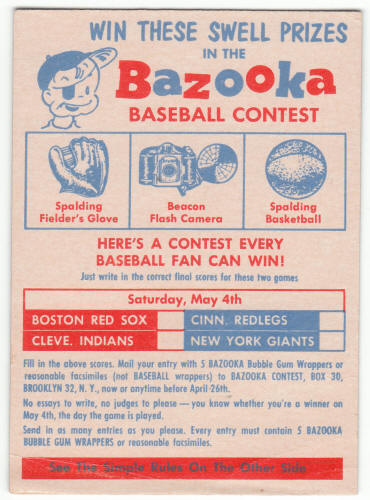 WIN THESE SWELL PRIZES
IN THE
Bazooka
BASEBALL CONTEST
Spalding
Fielder's Glove
Beacon
Flash Camera
Spalding
Basketball
HERE'S A CONTEST EVERY
BASEBALL FAN CAN WIN!
Just write in the correct final scores for these two games
Saturday, May 4th
BOSTON RED SOX
CINN. REDLEGS
CLEVE. INDIANS
NEW YORK GIANTS
Fill in the above scores. Mail your entry with 5 BAZOOKA Bubble Gum Wrappers or
reasonable facsimiles (not BASEBALL wrappers) to BAZOOKA CONTEST, BOX 30,
BROOKLYN 32, N. Y., now or anytime before April 26th.
No essays to write, no judges to please — you know whether you're a winner on
May 4th, the day the game is played.
Send in as many entries as you please. Every entry must contain 5 BAZOOKA
BUBBLE GUM WRAPPERS or reasonable facsimiles.
See The Simple Rules On The Other Side